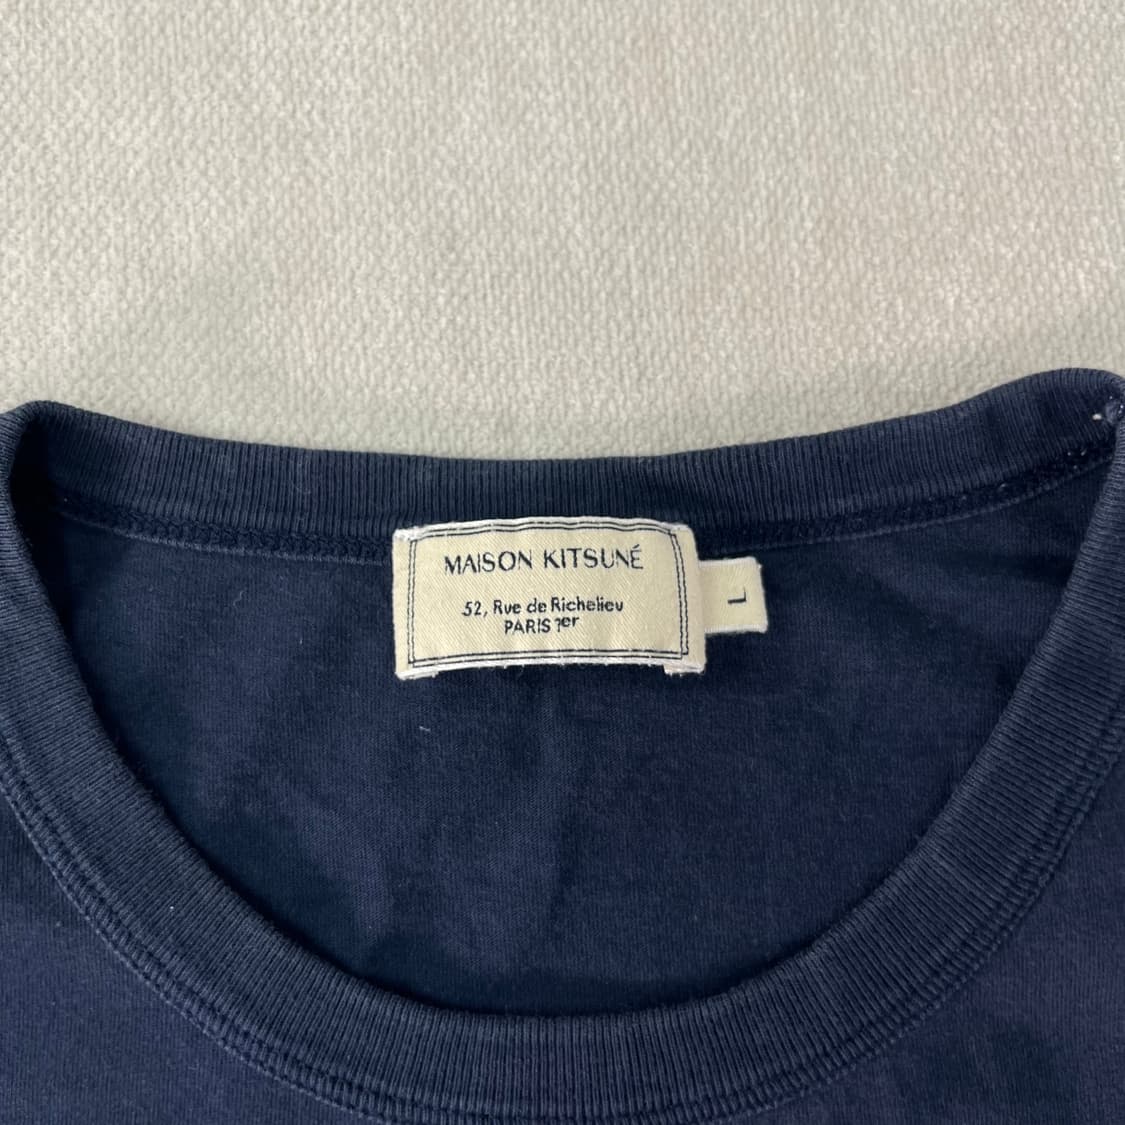 MAISON KITSUNÉ
L
52, Rue de Richelieu
PARIS 1er